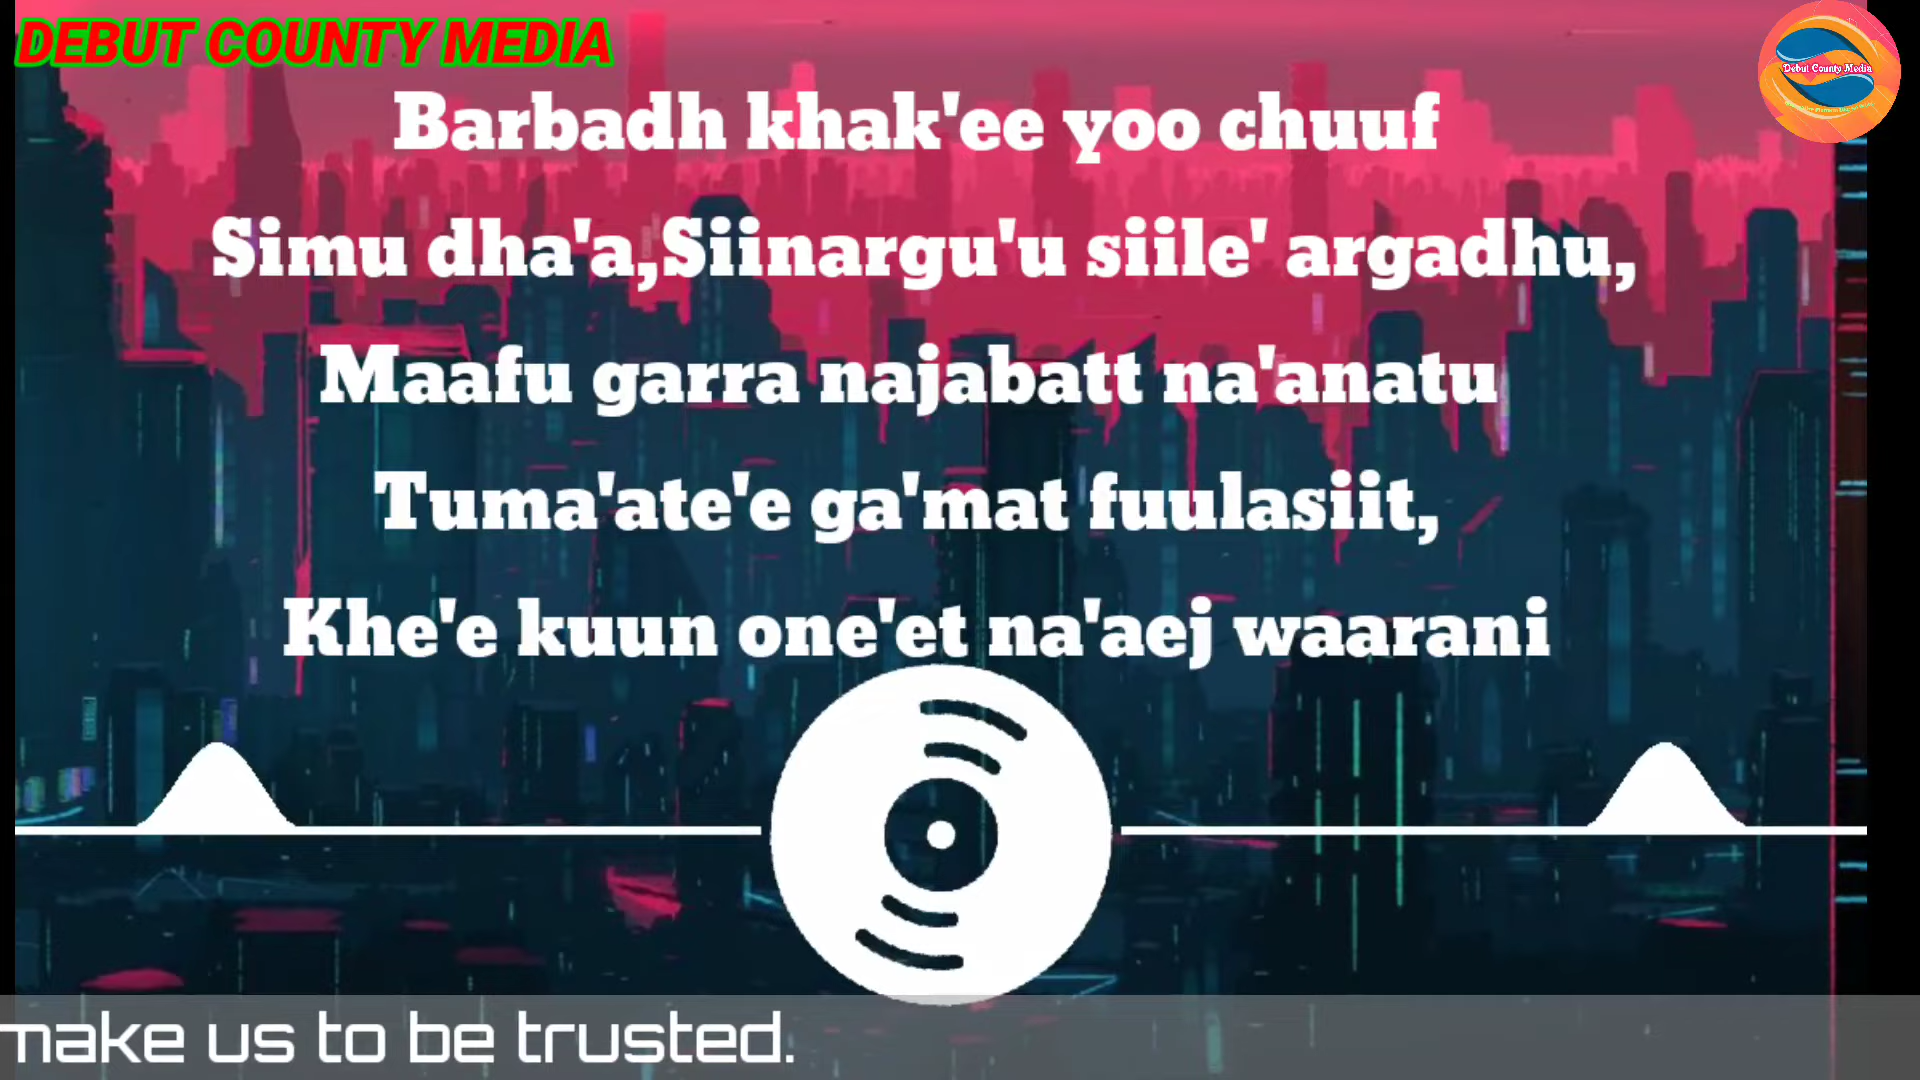 DEBUT COUNTY MEDIA
Debut County Media
Barbadh khak'ee yoo chuuf
Simu dha'a,Siinargu'u siile' argadhu,
Maafu garra najabatt na'anatu
Tuma'ate'e ga'mat fuulasiit,
Khe'e kuun one'et na'aej waarani
make us to be trusted.